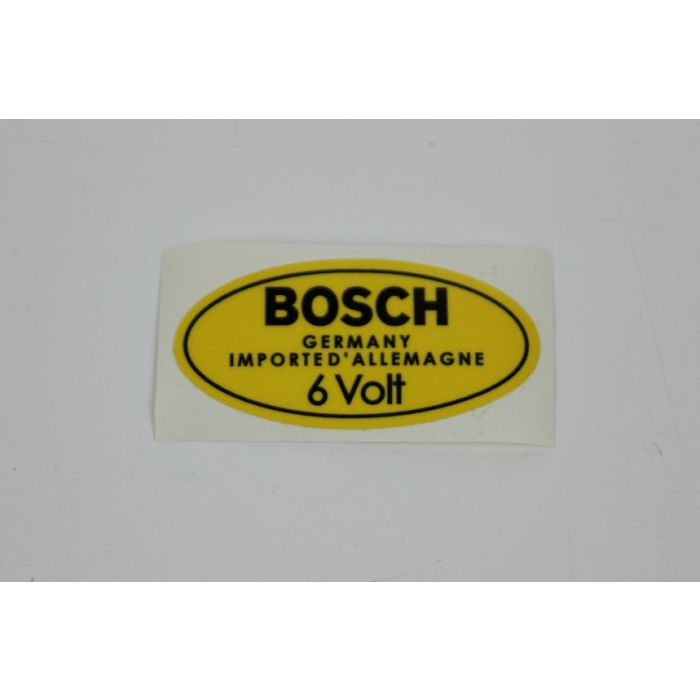 BOSCH
GERMANY
IMPORTED'ALLEMAGNE
6 Volt